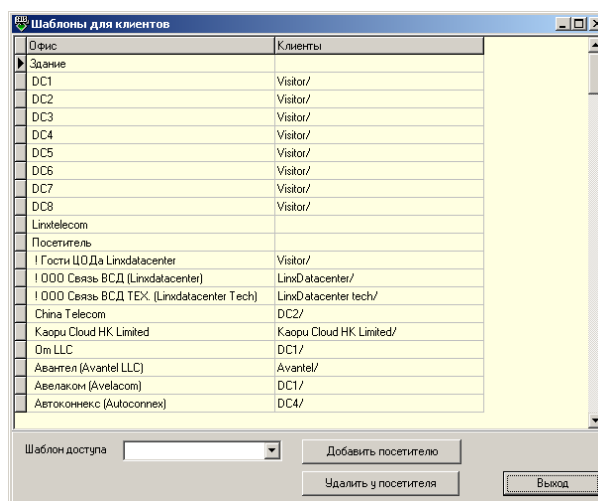 Шаблоны для клиентов
Офис Клиенты
Здание
DC1 Visitor/
DC2 Visitor/
DC3 Visitor/
DC4 Visitor/
DC5 Visitor/
DC6 Visitor/
DC7 Visitor/
DC8 Visitor/
Linxtelecom
Посетитель
! Гости ЦОДа Linxdatacenter Visitor/
! ООО Связь ВСД (Linxdatacenter) LinxDatacenter/
! ООО Связь ВСД ТЕХ. (Linxdatacenter Tech) LinxDatacenter tech/
China Telecom DC2/
Kaopu Cloud HK Limited Kaopu Cloud HK Limited/
Om LLC DC1/
Авантел (Avantel LLC) Avantel/
Авелаком (Avelacom) DC1/
Автоконнекс (Autoconnex) DC4/
Шаблон доступа Добавить посетителю
Удалить у посетителя Выход